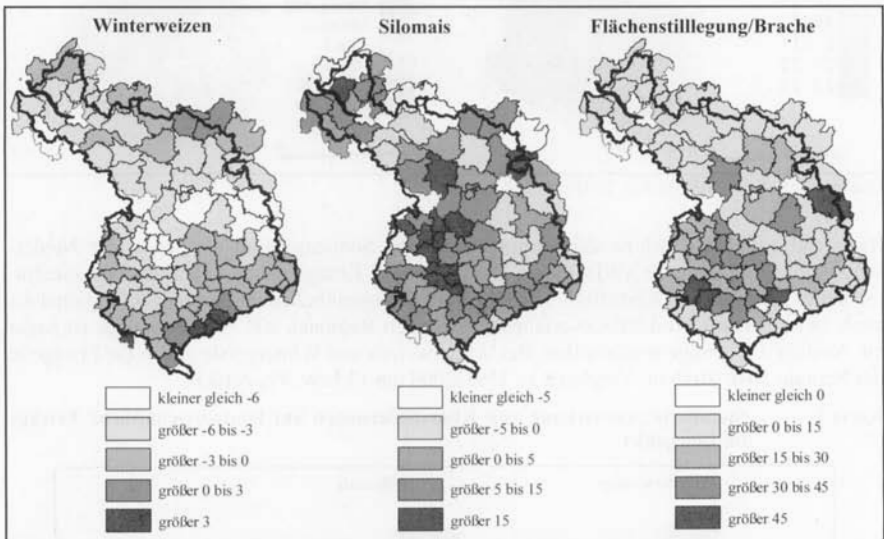 Winterweizen
Silomais
Flächenstilllegung/Brache
kleiner gleich -6
größer -6 bis -3
größer -3 bis 0
größer 0 bis 3
größer 3
kleiner gleich -5
größer -5 bis 0
größer 0 bis 5
größer 5 bis 15
größer 15
kleiner gleich 0
größer 0 bis 15
größer 15 bis 30
größer 30 bis 45
größer 45